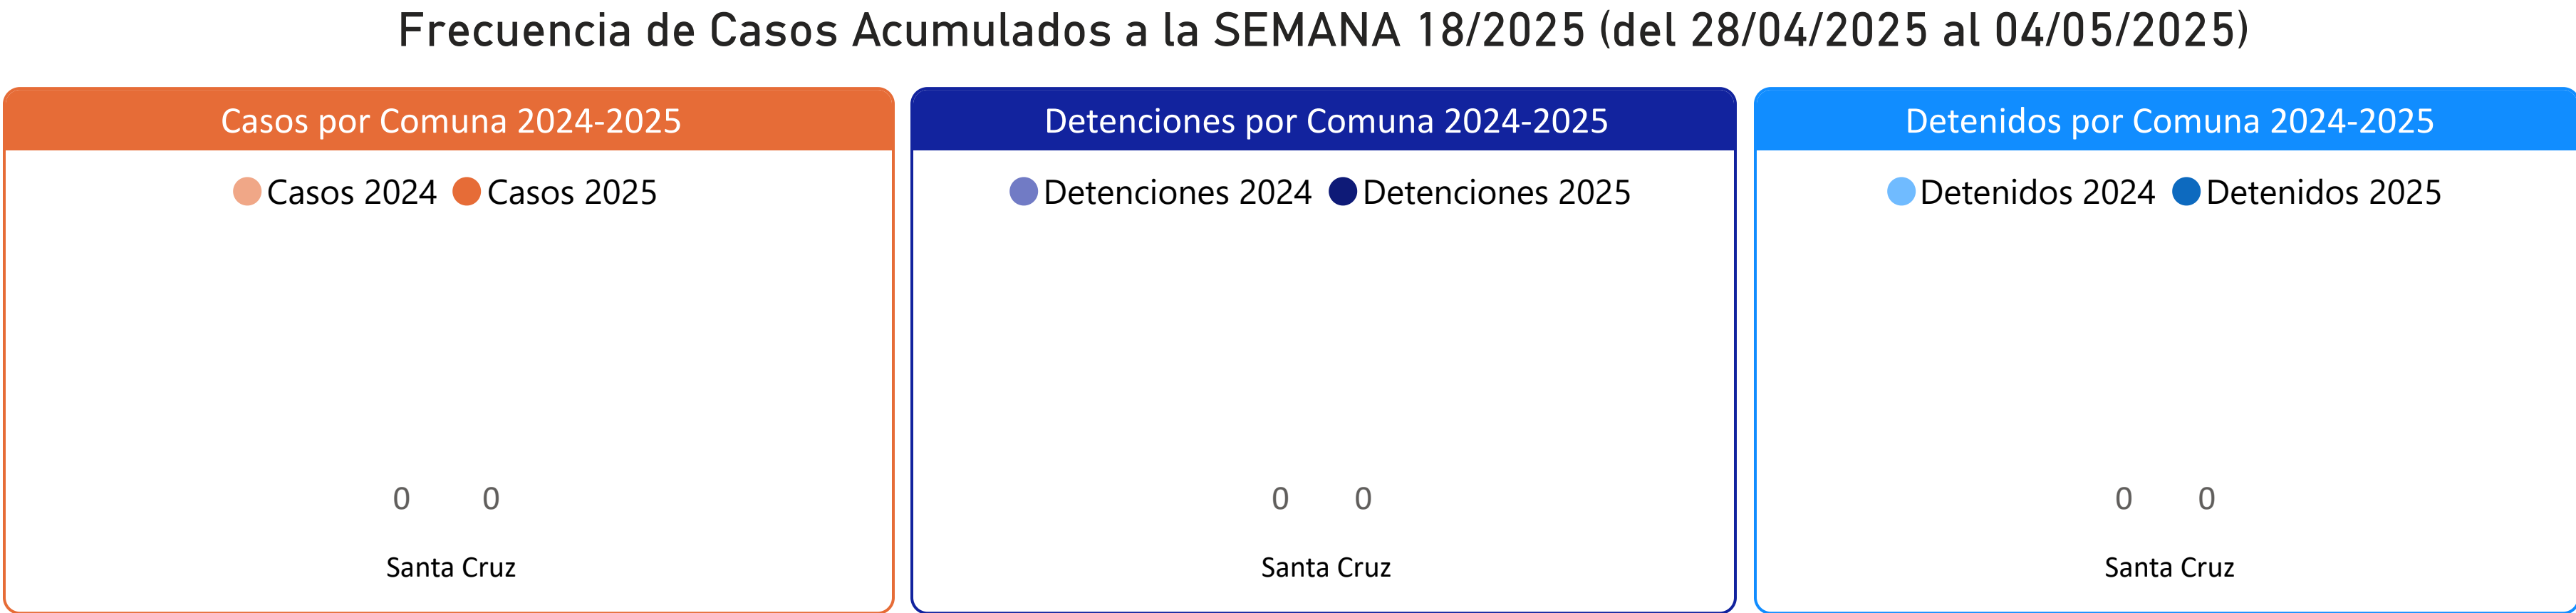 Frecuencia de Casos Acumulados a la SEMANA 18/2025 (del 28/04/2025 al 04/05/2025)
Casos por Comuna 2024-2025
Casos 2024 Casos 2025
0 0
Santa Cruz
Detenciones por Comuna 2024-2025
Detenciones 2024 Detenciones 2025
0 0
Santa Cruz
Detenidos por Comuna 2024-2025
Detenidos 2024 Detenidos 2025
0 0
Santa Cruz